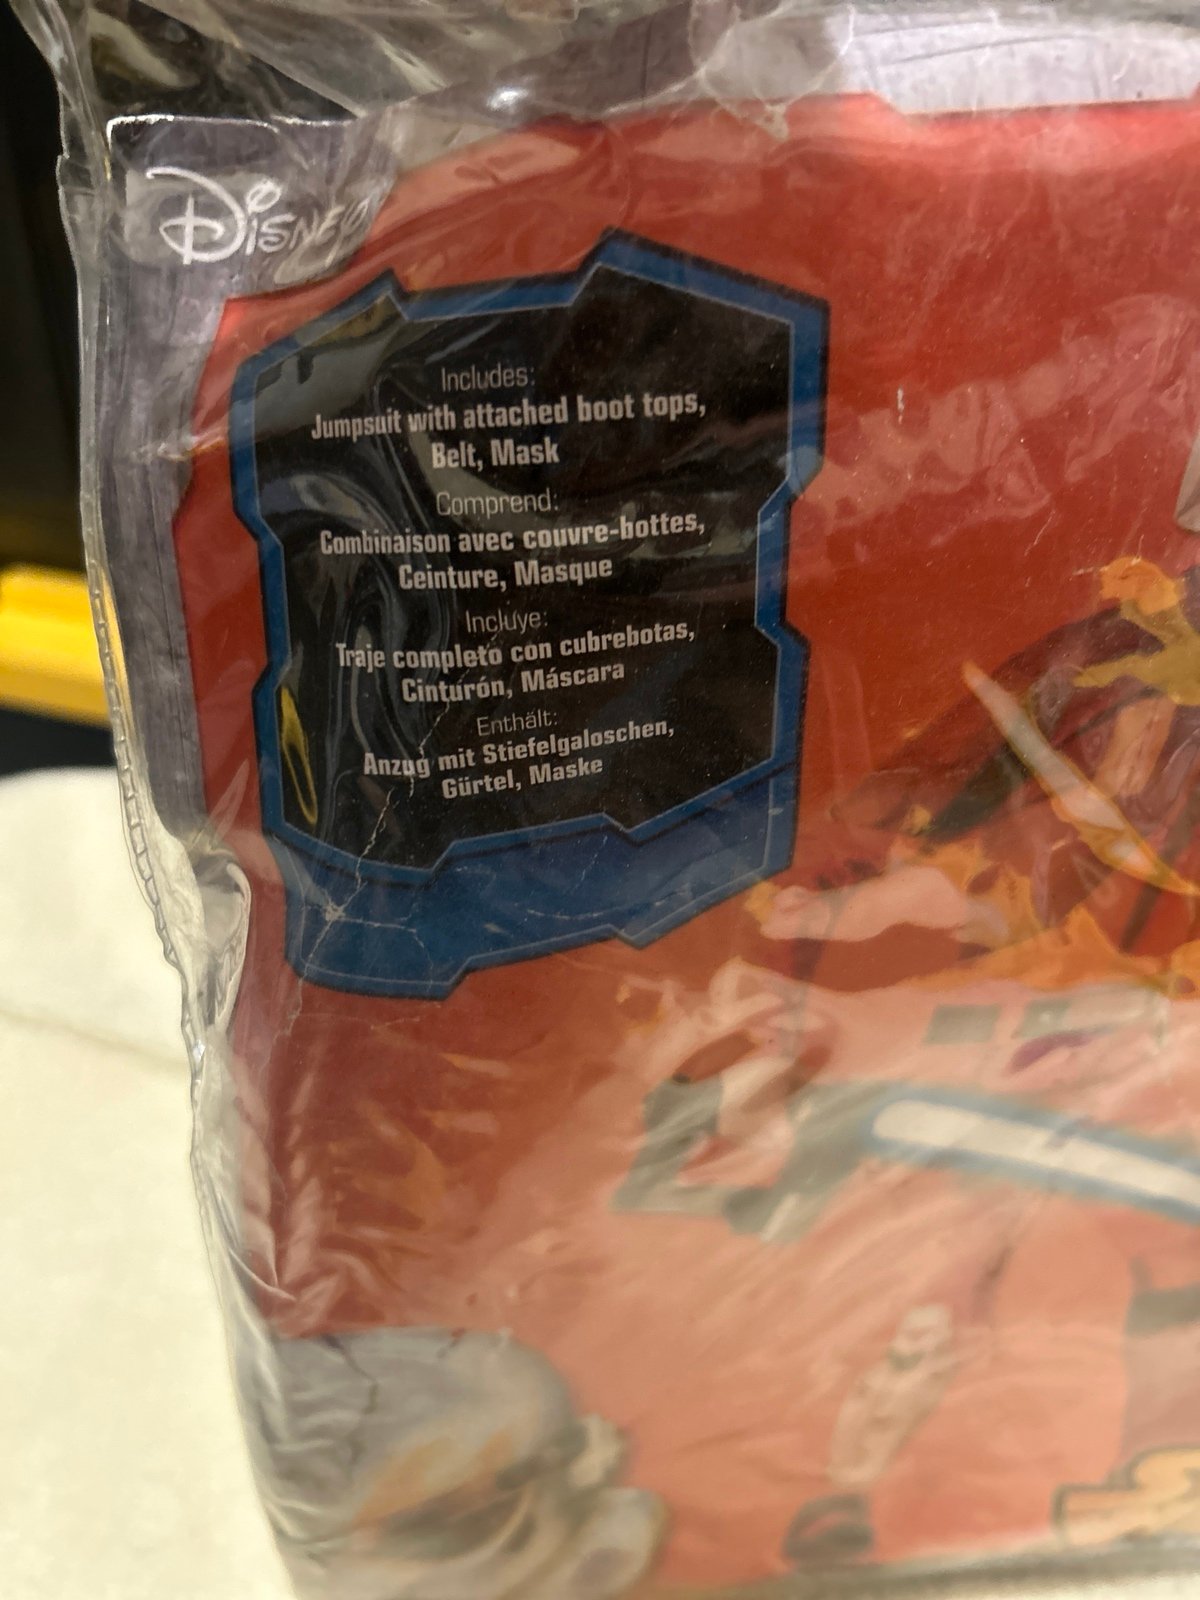 Disney
Includes:
Jumpsuit with attached boot tops,
Belt, Mask
Comprend:
Combinaison avec couvre-bottes,
Ceinture, Masque
Incluye:
Traje completo con cubrebotas,
Cinturón, Máscara
Enthält:
Anzug mit Stiefelgaloschen,
Gürtel, Maske